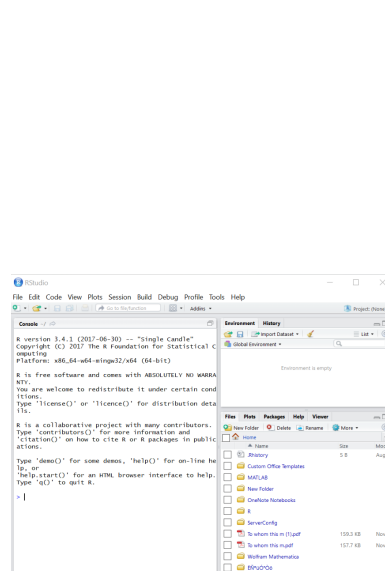 RStudio
File Edit Code View Plots Session Build Debug Profile Tools Help
Go to file/function Addins Project: (None
Console ~/
R version 3.4.1 (2017-06-30) -- "Single Candle"
Copyright (C) 2017 The R Foundation for Statistical C
omputing
Platform: x86_64-w64-mingw32/x64 (64-bit)
R is free software and comes with ABSOLUTELY NO WARRA
NTY.
You are welcome to redistribute it under certain cond
itions.
Type 'license()' or 'licence()' for distribution deta
ils.
R is a collaborative project with many contributors.
Type 'contributors()' for more information and
'citation()' on how to cite R or R packages in public
ations.
Type 'demo()' for some demos, 'help()' for on-line he
lp, or
'help.start()' for an HTML browser interface to help.
Type 'q()' to quit R.
>
Environment History
Import Dataset List
Global Environment
Environment is empty
Files Plots Packages Help Viewer
New Folder Delete Rename More
Home
Name Size Mod
.Rhistory 5 B Aug
Custom Office Templates
MATLAB
New Folder
OneNote Notebooks
R
ServerConfig
To whom this m (1).pdf 159.3 KB Nov
To whom this m.pdf 157.7 KB Nov
Wolfram Mathematica